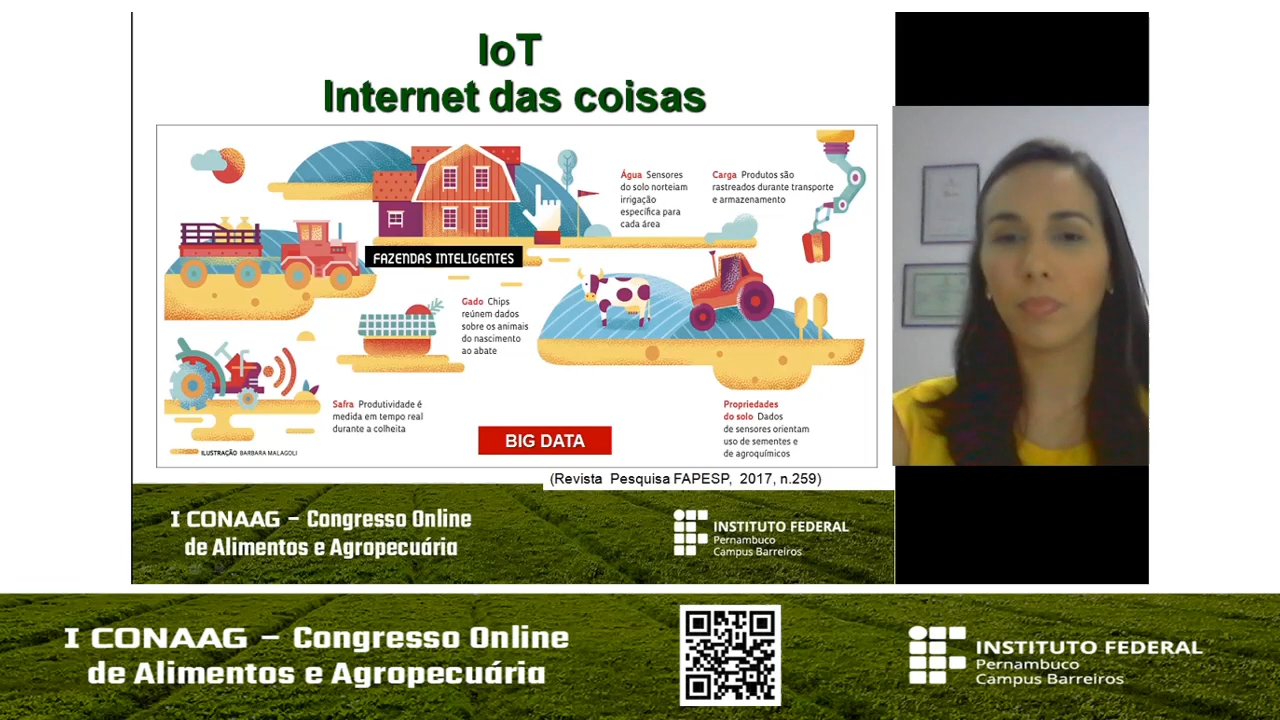 IoT
Internet das coisas
Água Sensores
do solo norteiam
irrigação
específica para
cada área
Carga Produtos são
rastreados durante transporte
e armazenamento
FAZENDAS INTELIGENTES
Gado Chips
reúnem dados
sobre os animais
do nascimento
ao abate
Safra Produtividade é
medida em tempo real
durante a colheita
Propriedades
do solo Dados
de sensores orientam
uso de sementes e
de agroquímicos
BIG DATA
ILUSTRAÇÃO BARBARA MALAGOLI
(Revista Pesquisa FAPESP, 2017, n.259)
I CONAAG – Congresso Online
de Alimentos e Agropecuária
INSTITUTO FEDERAL
Pernambuco
Campus Barreiros
I CONAAG – Congresso Online
de Alimentos e Agropecuária
INSTITUTO FEDERAL
Pernambuco
Campus Barreiros